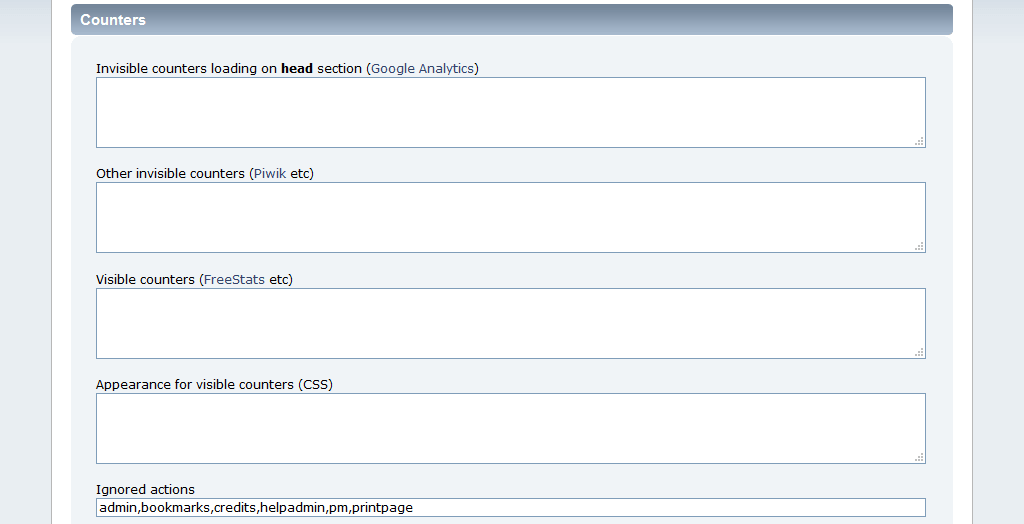 Counters
Invisible counters loading on head section (Google Analytics)
Other invisible counters (Piwik etc)
Visible counters (FreeStats etc)
Appearance for visible counters (CSS)
Ignored actions
admin,bookmarks,credits,helpadmin,pm,printpage